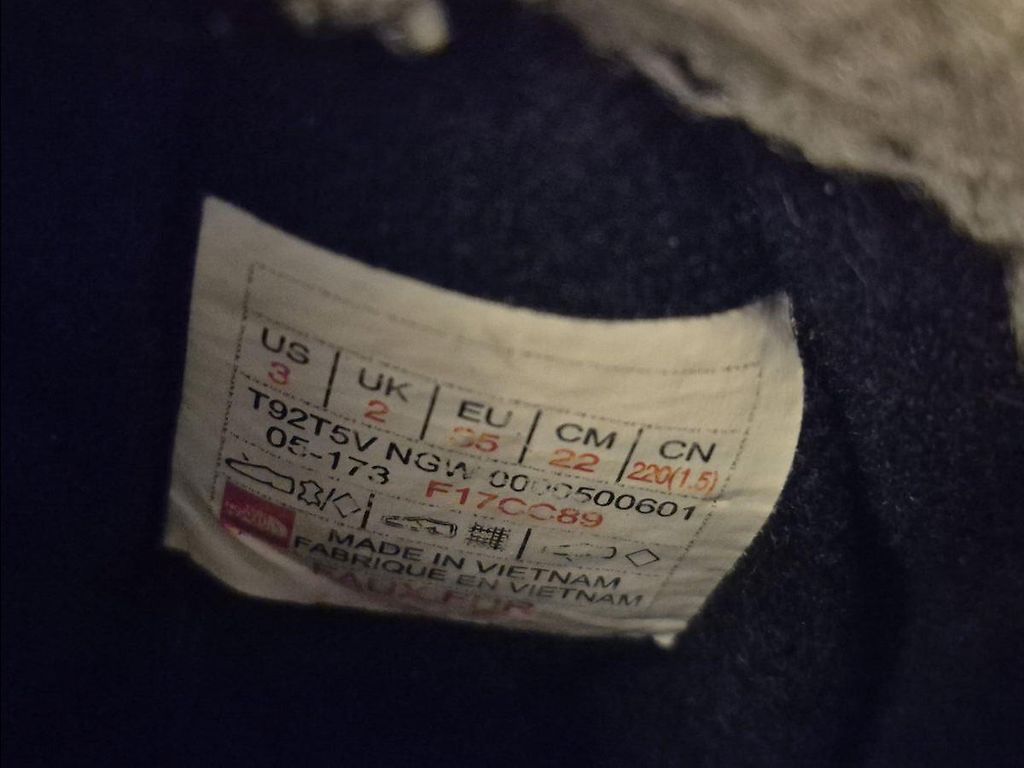 US UK EU CM CN
3 2 22 220(1.5)
T92T5V NGW
05-173 F17CC89
MADE IN VIETNAM
FABRIQUE EN VIETNAM
FAUX FUR